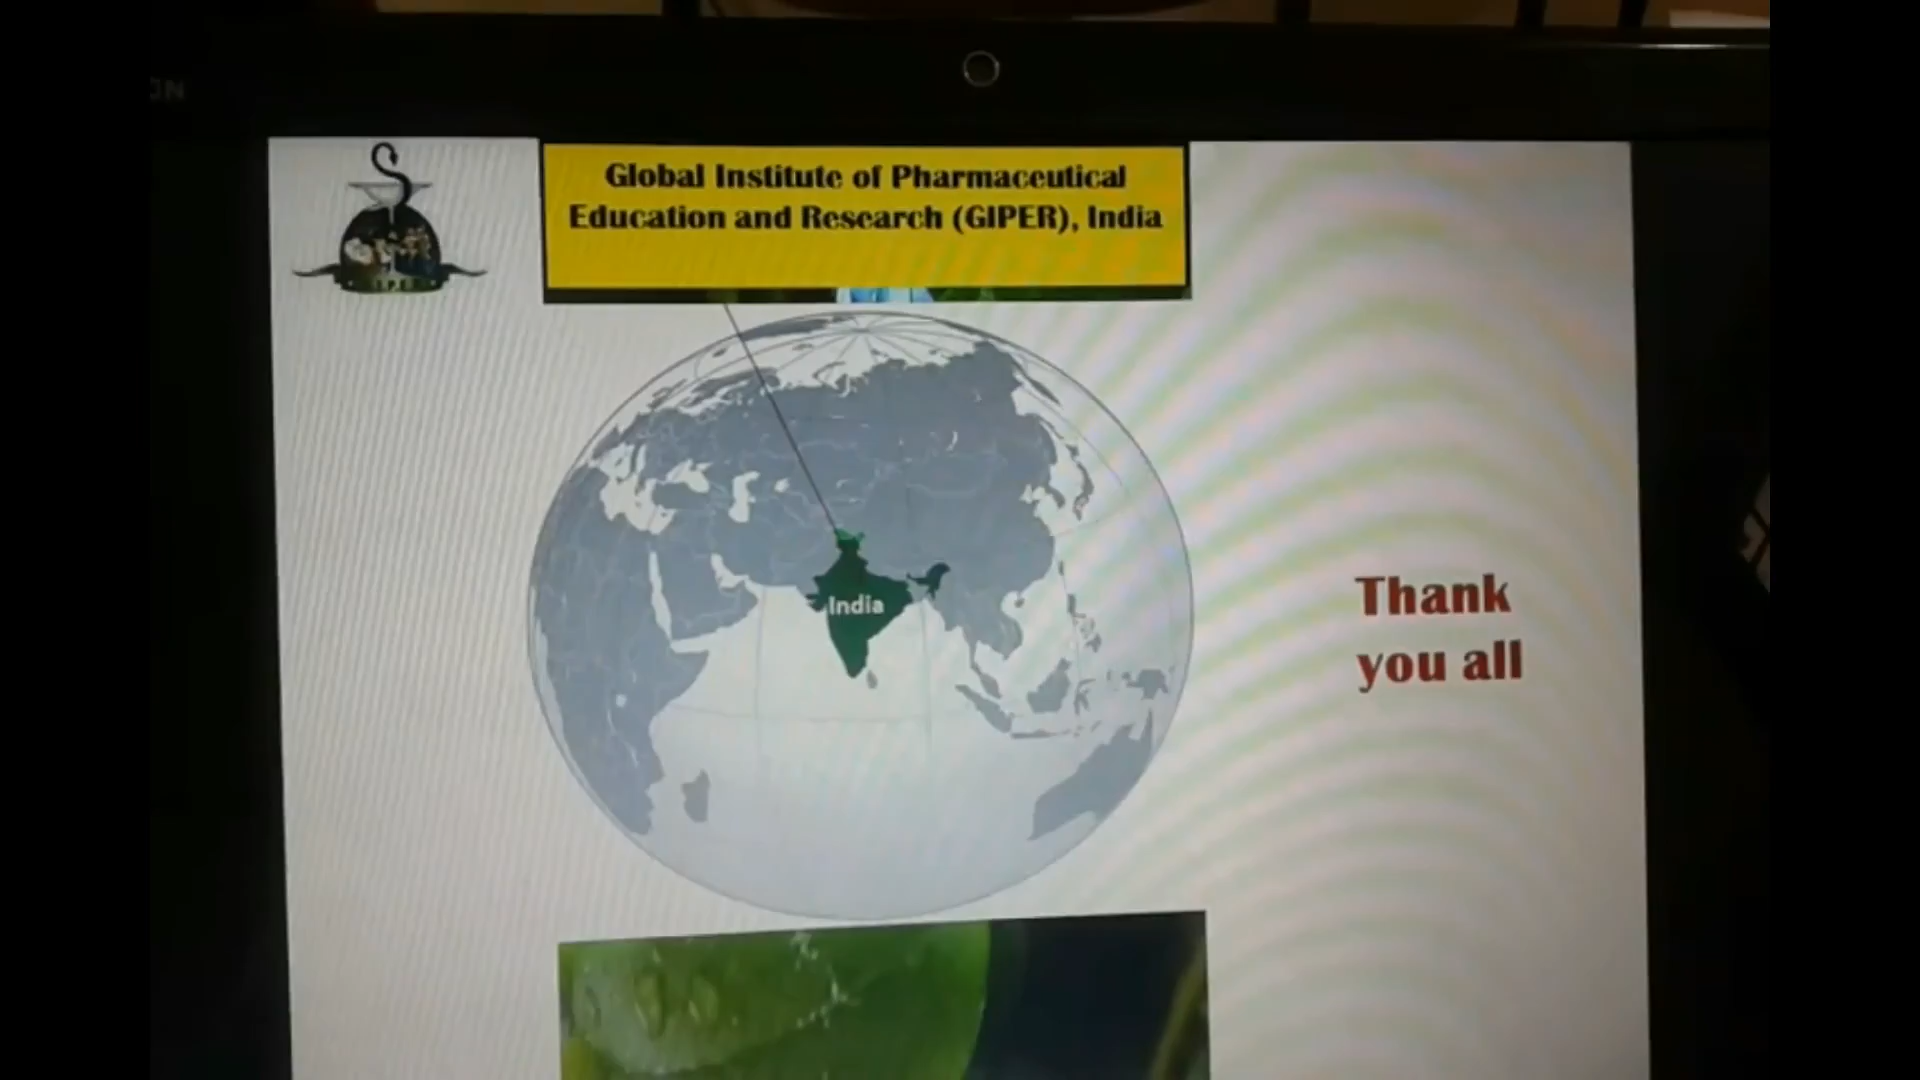 Global Institute of Pharmaceutical
Education and Research (GIPER), India
India
Thank
you all